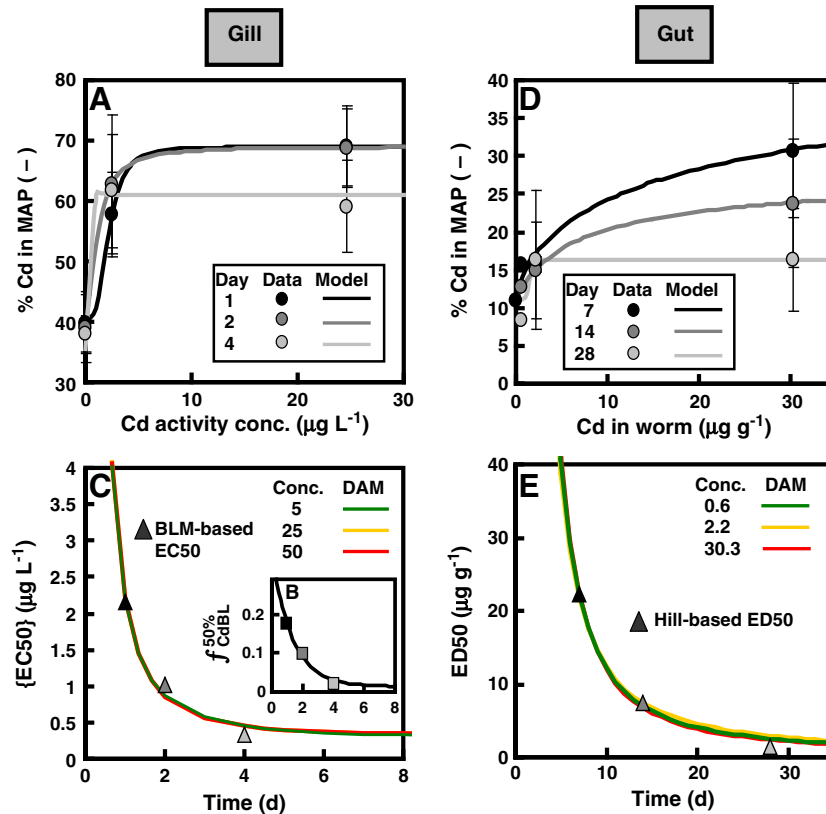 Gill
Gut
A
% Cd in MAP ( – )
80
70
60
50
40
30
Day Data Model
1
2
4
0 10 20 30
Cd activity conc. (μg L-1)
D
% Cd in MAP ( – )
40
35
30
25
20
15
10
5
0
Day Data Model
7
14
28
0 10 20 30
Cd in worm (μg g-1)
C
{EC50} (μg L-1)
4
3.5
3
2.5
2
1.5
1
0.5
0
BLM-based
EC50
Conc. DAM
5
25
50
B
f 50% CdBL
0.2
0.1
0
0 2 4 6 8
0 2 4 6 8
Time (d)
E
ED50 (μg g-1)
40
30
20
10
0
Conc. DAM
0.6
2.2
30.3
Hill-based ED50
0 10 20 30
Time (d)